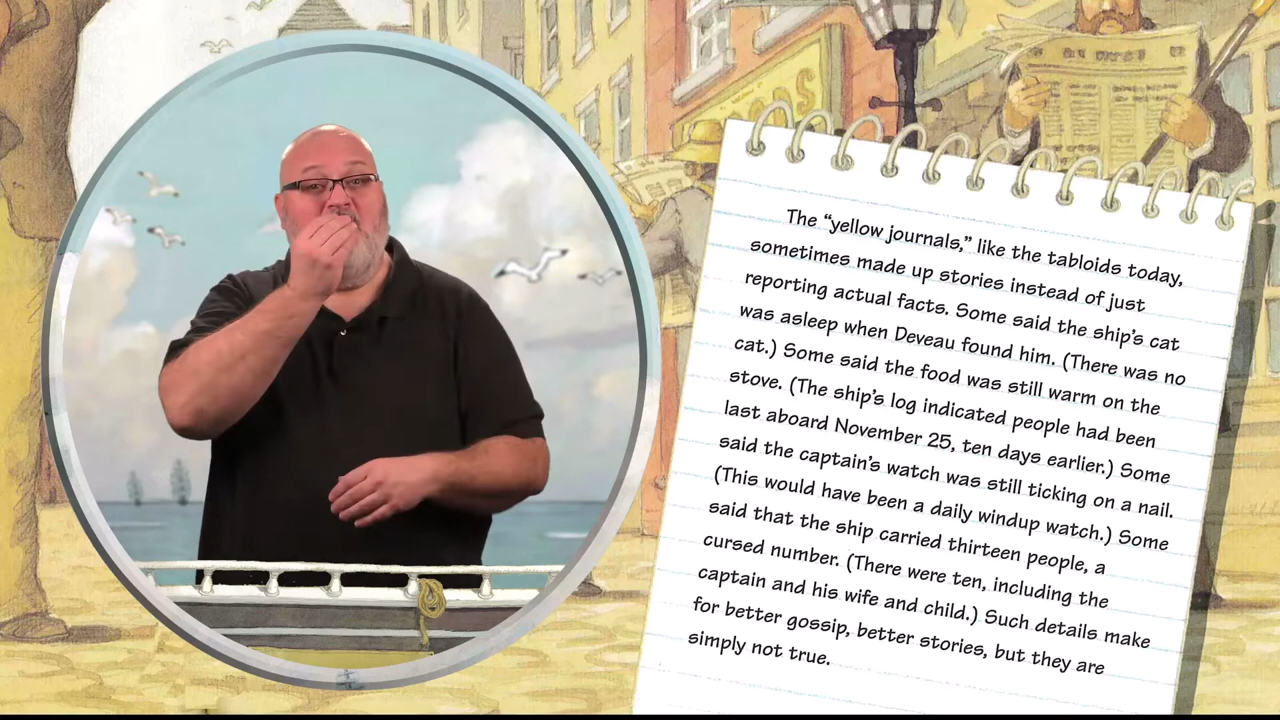 The “yellow journals,” like the tabloids today,
sometimes made up stories instead of just
reporting actual facts. Some said the ship’s cat
was asleep when Deveau found him. (There was no
cat.) Some said the food was still warm on the
stove. (The ship’s log indicated people had been
last aboard November 25, ten days earlier.) Some
said the captain’s watch was still ticking on a nail.
(This would have been a daily windup watch.) Some
said that the ship carried thirteen people, a
cursed number. (There were ten, including the
captain and his wife and child.) Such details make
for better gossip, better stories, but they are
simply not true.